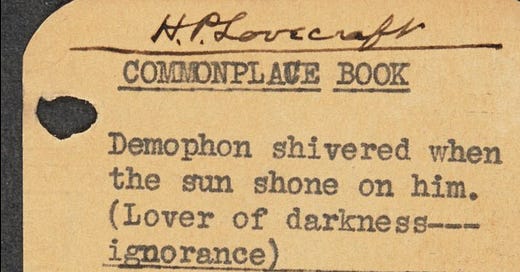 H.P. Lovecraft
COMMONPLACE BOOK
Demophon shivered when
the sun shone on him.
(Lover of darkness---
ignorance)